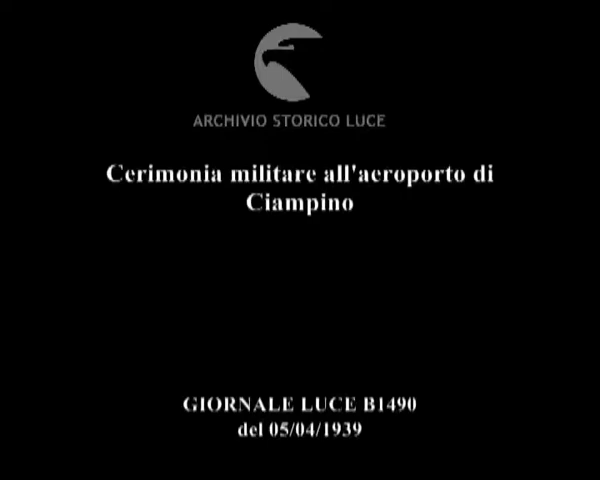 ARCHIVIO STORICO LUCE
Cerimonia militare all'aeroporto di
Ciampino
GIORNALE LUCE B1490
del 05/04/1939